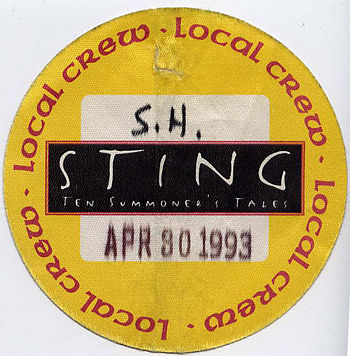 LOCAL CREW · LOCAL CREW · LOCAL CREW · LOCAL CREW ·
S.H.
STING
TEN SUMMONER'S TALES
APR 30 1993